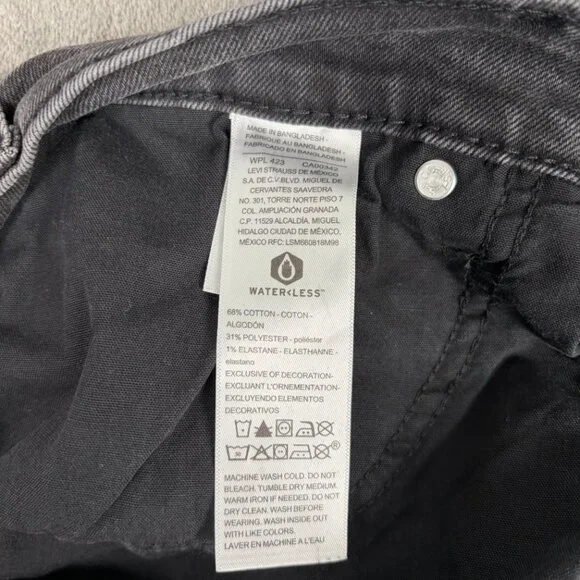 MADE IN BANGLADESH -
FABRIQUÉ AU BANGLADESH -
FABRICADO EN BANGLADESH
WPL 423 CA00342
LEVI STRAUSS DE MÉXICO
S.A. DE C.V.BLVD. MIGUEL DE
CERVANTES SAAVEDRA
NO. 301, TORRE NORTE PISO 7
COL. AMPLIACIÓN GRANADA
C.P. 11529 ALCALDÍA. MIGUEL
HIDALGO CIUDAD DE MÉXICO.
MÉXICO RFC: LSM860818M98
WATER<LESS™
68% COTTON - COTON -
ALGODÓN
31% POLYESTER - poliéster
1% ELASTANE - ELASTHANNE -
elastano
EXCLUSIVE OF DECORATION-
EXCLUANT L'ORNEMENTATION-
EXCLUYENDO ELEMENTOS
DECORATIVOS
MACHINE WASH COLD. DO NOT
BLEACH. TUMBLE DRY MEDIUM.
WARM IRON IF NEEDED. DO NOT
DRY CLEAN. WASH BEFORE
WEARING. WASH INSIDE OUT
WITH LIKE COLORS.
LAVER EN MACHINE A L'EAU